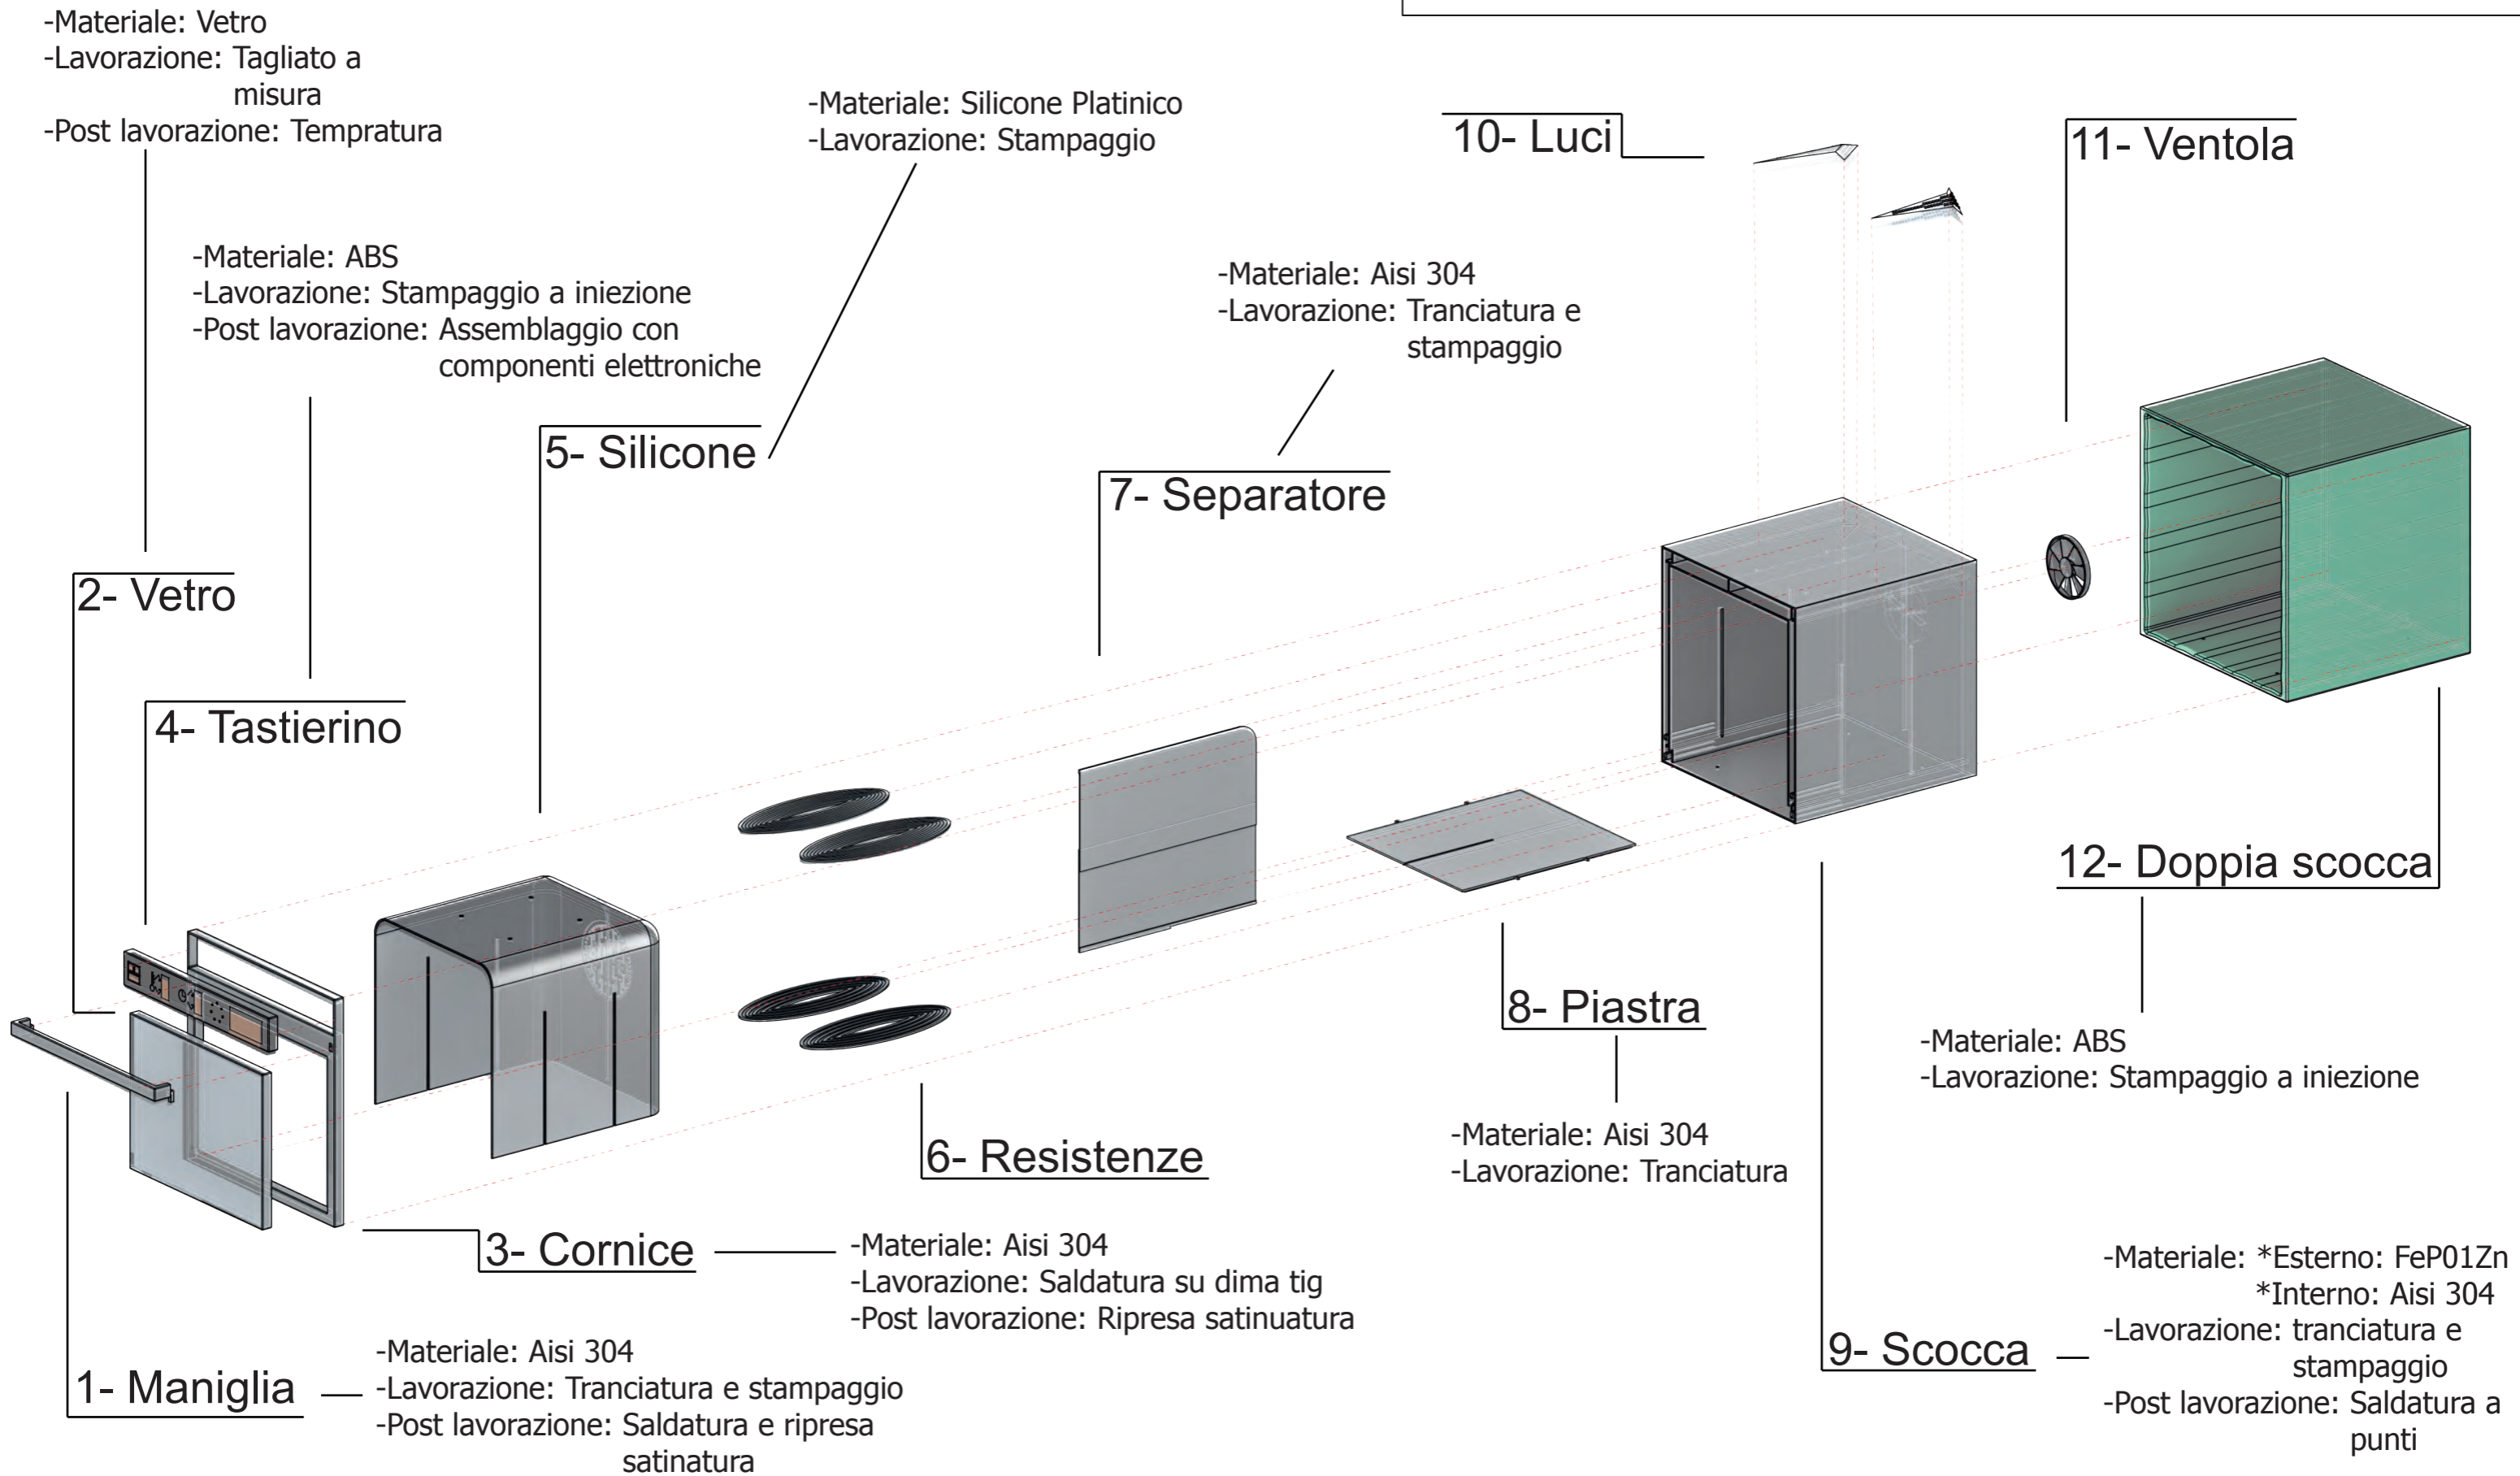 -Materiale: Vetro
-Lavorazione: Tagliato a
misura
-Post lavorazione: Tempratura
-Materiale: Silicone Platinico
-Lavorazione: Stampaggio
10- Luci
11- Ventola
-Materiale: ABS
-Lavorazione: Stampaggio a iniezione
-Post lavorazione: Assemblaggio con
componenti elettroniche
-Materiale: Aisi 304
-Lavorazione: Tranciatura e
stampaggio
5- Silicone
7- Separatore
2- Vetro
4- Tastierino
12- Doppia scocca
8- Piastra
-Materiale: ABS
-Lavorazione: Stampaggio a iniezione
6- Resistenze
-Materiale: Aisi 304
-Lavorazione: Tranciatura
3- Cornice
-Materiale: Aisi 304
-Lavorazione: Saldatura su dima tig
-Post lavorazione: Ripresa satinuatura
9- Scocca
-Materiale: *Esterno: FeP01Zn
*Interno: Aisi 304
-Lavorazione: tranciatura e
stampaggio
-Post lavorazione: Saldatura a
punti
1- Maniglia
-Materiale: Aisi 304
-Lavorazione: Tranciatura e stampaggio
-Post lavorazione: Saldatura e ripresa
satinatura